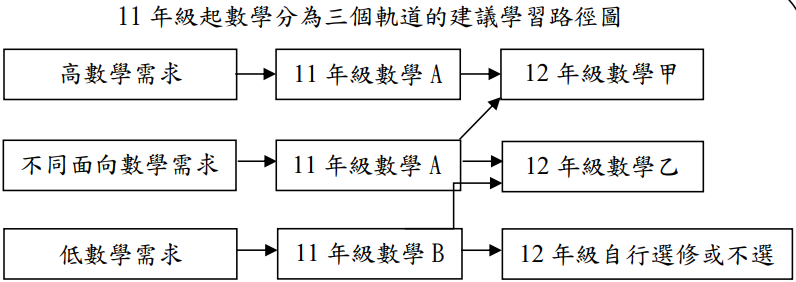 11 年級起數學分為三個軌道的建議學習路徑圖
高數學需求 11 年級數學 A 12 年級數學甲
不同面向數學需求 11 年級數學 A 12 年級數學乙
低數學需求 11 年級數學 B 12 年級自行選修或不選